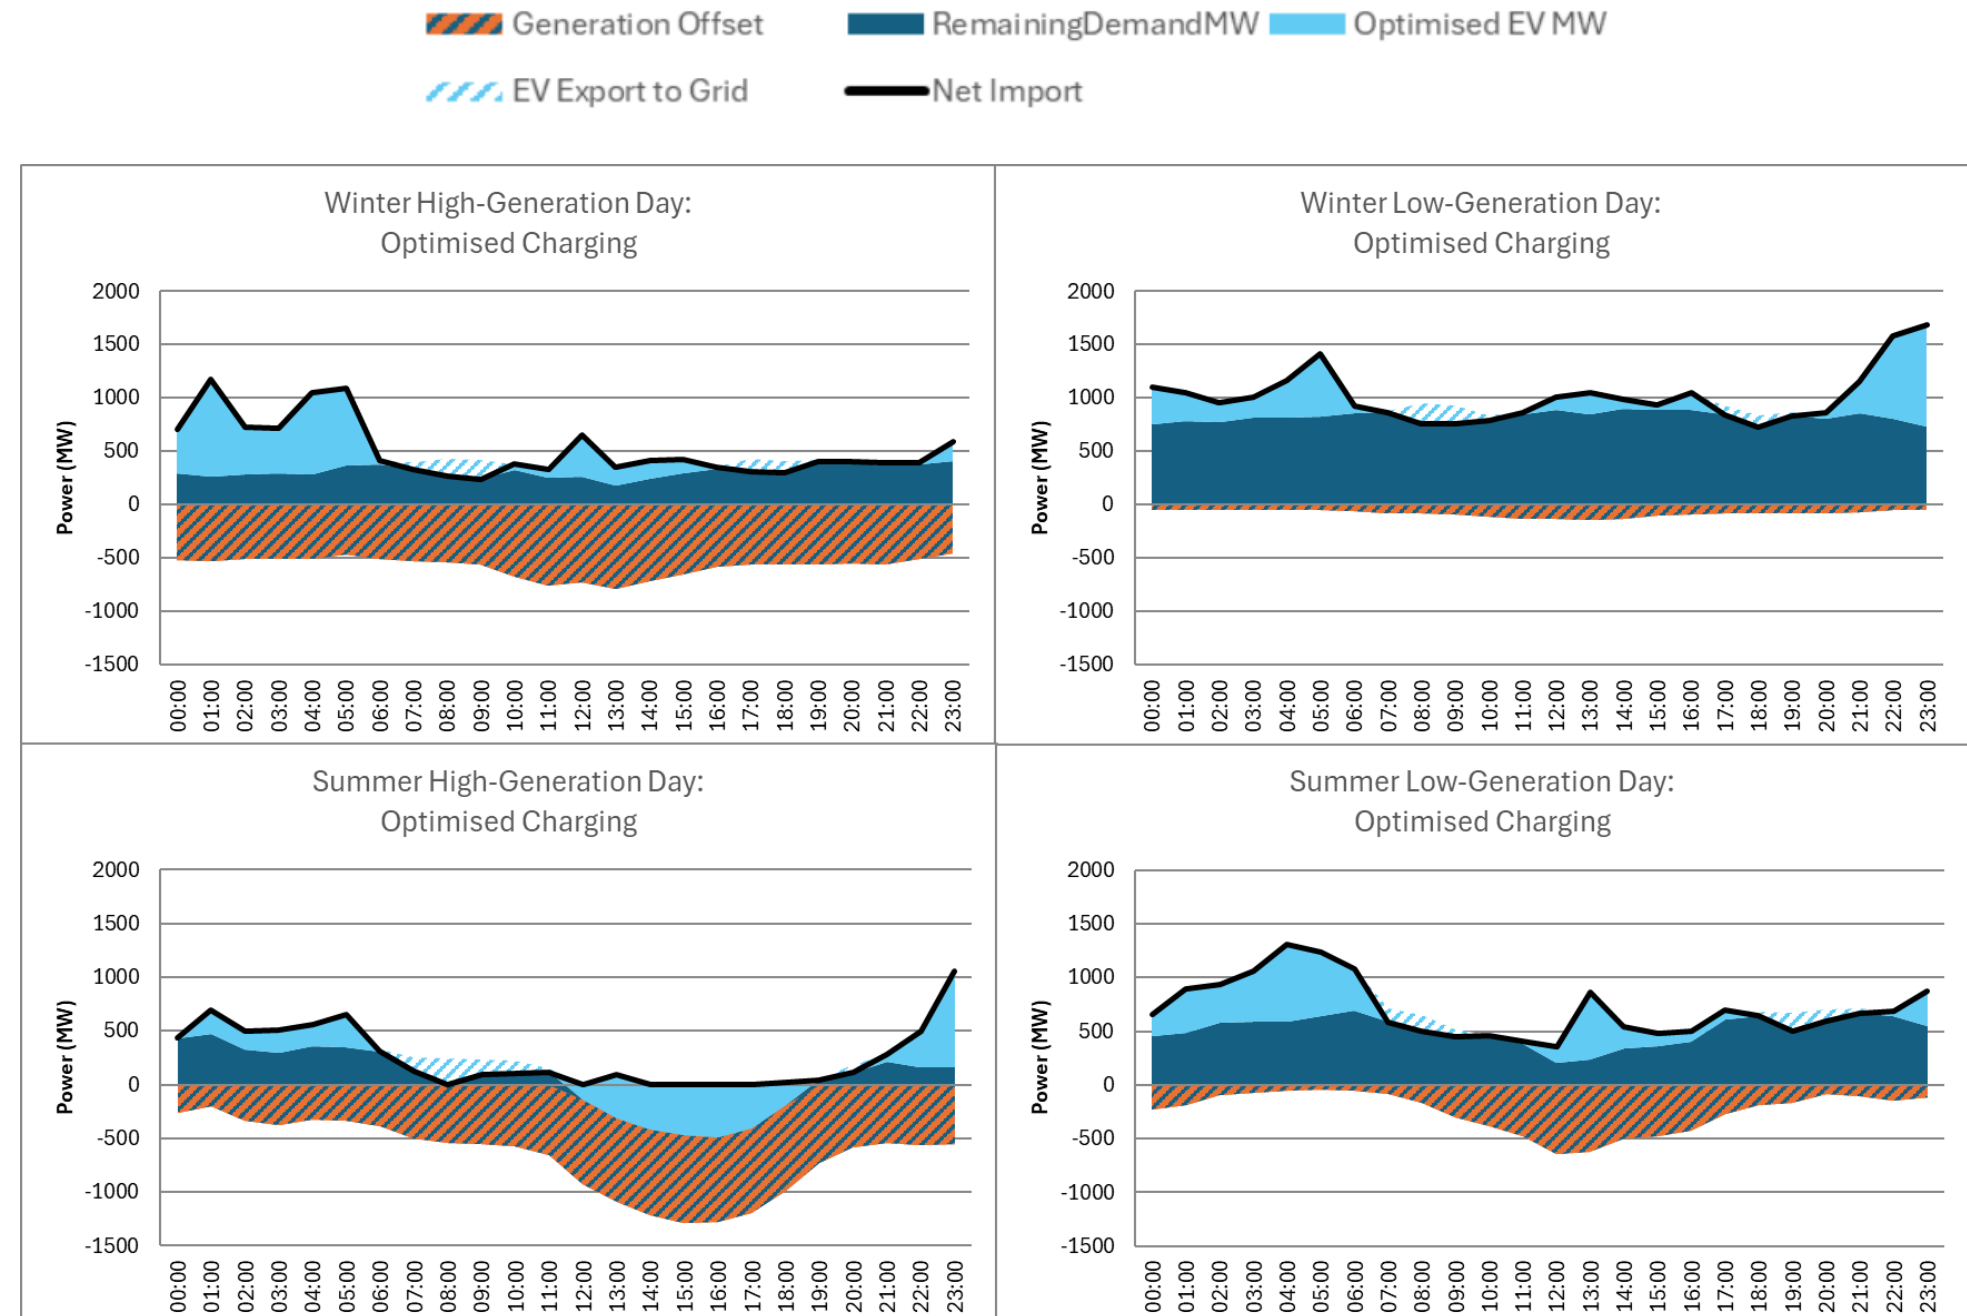 Generation Offset RemainingDemandMW Optimised EV MW
EV Export to Grid Net Import
Winter High-Generation Day:
Optimised Charging
Power (MW)
2000
1500
1000
500
0
-500
-1000
-1500
00:00 01:00 02:00 03:00 04:00 05:00 06:00 07:00 08:00 09:00 10:00 11:00 12:00 13:00 14:00 15:00 16:00 17:00 18:00 19:00 20:00 21:00 22:00 23:00
Winter Low-Generation Day:
Optimised Charging
Power (MW)
2000
1500
1000
500
0
-500
-1000
-1500
00:00 01:00 02:00 03:00 04:00 05:00 06:00 07:00 08:00 09:00 10:00 11:00 12:00 13:00 14:00 15:00 16:00 17:00 18:00 19:00 20:00 21:00 22:00 23:00
Summer High-Generation Day:
Optimised Charging
Power (MW)
2000
1500
1000
500
0
-500
-1000
-1500
00:00 01:00 02:00 03:00 04:00 05:00 06:00 07:00 08:00 09:00 10:00 11:00 12:00 13:00 14:00 15:00 16:00 17:00 18:00 19:00 20:00 21:00 22:00 23:00
Summer Low-Generation Day:
Optimised Charging
Power (MW)
2000
1500
1000
500
0
-500
-1000
-1500
00:00 01:00 02:00 03:00 04:00 05:00 06:00 07:00 08:00 09:00 10:00 11:00 12:00 13:00 14:00 15:00 16:00 17:00 18:00 19:00 20:00 21:00 22:00 23:00